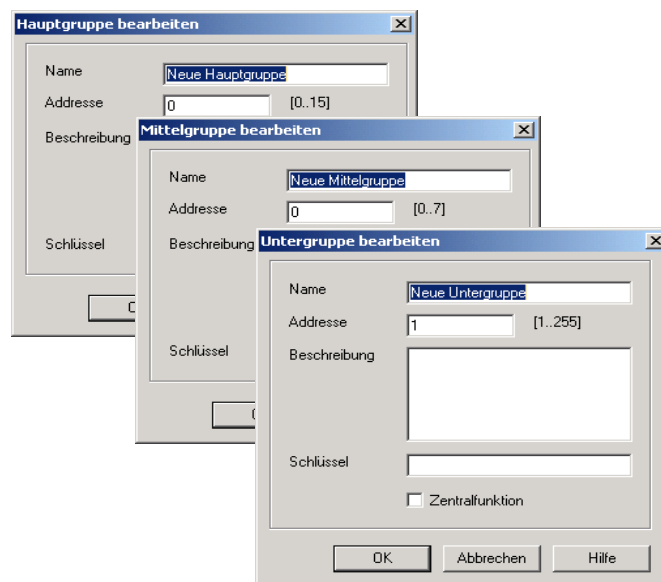 Hauptgruppe bearbeiten
Name Neue Hauptgruppe
Addresse 0 [0..15]
Beschreibung
Schlüssel
Mittelgruppe bearbeiten
Name Neue Mittelgruppe
Addresse 0 [0..7]
Beschreibung
Schlüssel
Untergruppe bearbeiten
Name Neue Untergruppe
Addresse 1 [1..255]
Beschreibung
Schlüssel
Zentralfunktion
OK Abbrechen Hilfe